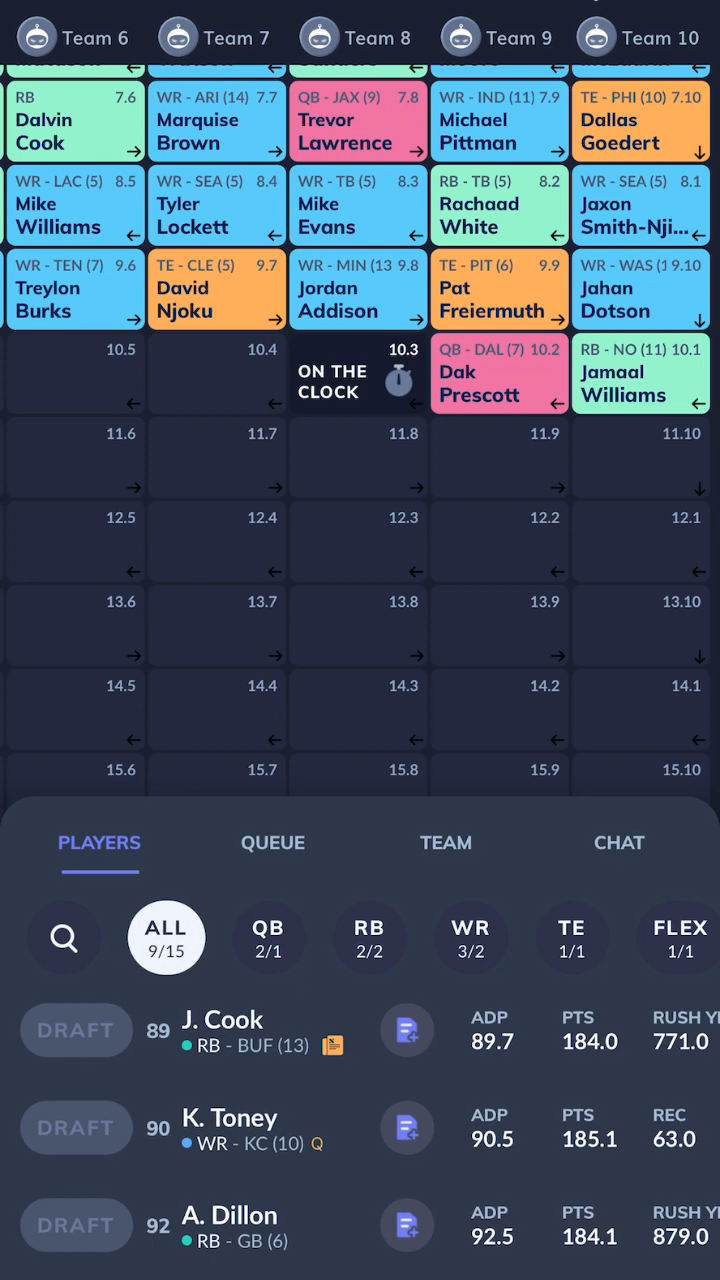 Team 6 Team 7 Team 8 Team 9 Team 10
RB 7.6 WR - ARI (14) 7.7 QB - JAX (9) 7.8 WR - IND (11) 7.9 TE - PHI (10) 7.10
Dalvin Marquise Trevor Michael Dallas
Cook Brown Lawrence Pittman Goedert
WR - LAC (5) 8.5 WR - SEA (5) 8.4 WR - TB (5) 8.3 RB - TB (5) 8.2 WR - SEA (5) 8.1
Mike Tyler Mike Rachaad Jaxon
Williams Lockett Evans White Smith-Nji...
WR - TEN (7) 9.6 TE - CLE (5) 9.7 WR - MIN (13 9.8 TE - PIT (6) 9.9 WR - WAS (1 9.10
Treylon David Jordan Pat Jahan
Burks Njoku Addison Freiermuth Dotson
10.5 10.4 10.3 QB - DAL (7) 10.2 RB - NO (11) 10.1
ON THE Dak Jamaal
CLOCK Prescott Williams
11.6 11.7 11.8 11.9 11.10
12.5 12.4 12.3 12.2 12.1
13.6 13.7 13.8 13.9 13.10
14.5 14.4 14.3 14.2 14.1
15.6 15.7 15.8 15.9 15.10
PLAYERS QUEUE TEAM CHAT
ALL QB RB WR TE FLEX
9/15 2/1 2/2 3/2 1/1 1/1
DRAFT 89 J. Cook ADP PTS RUSH Y
RB - BUF (13) 89.7 184.0 771.0
DRAFT 90 K. Toney ADP PTS REC
WR - KC (10) Q 90.5 185.1 63.0
DRAFT 92 A. Dillon ADP PTS RUSH Y
RB - GB (6) 92.5 184.1 879.0